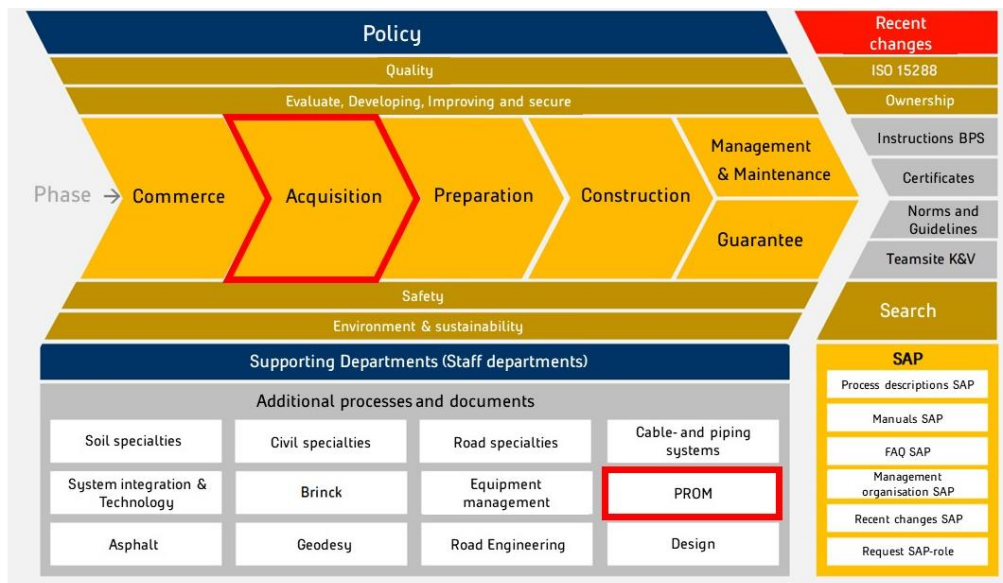 Policy
Recent
changes
Quality
ISO 15288
Evaluate, Developing, Improving and secure
Ownership
Phase →
Commerce
Acquisition
Preparation
Construction
Management
& Maintenance
Guarantee
Instructions BPS
Certificates
Norms and
Guidelines
Teamsite K&V
Safety
Environment & sustainability
Search
Supporting Departments (Staff departments)
Additional processes and documents
Soil specialties
Civil specialties
Road specialties
Cable- and piping
systems
System integration &
Technology
Brinck
Equipment
management
PROM
Asphalt
Geodesy
Road Engineering
Design
SAP
Process descriptions SAP
Manuals SAP
FAQ SAP
Management
organisation SAP
Recent changes SAP
Request SAP-role